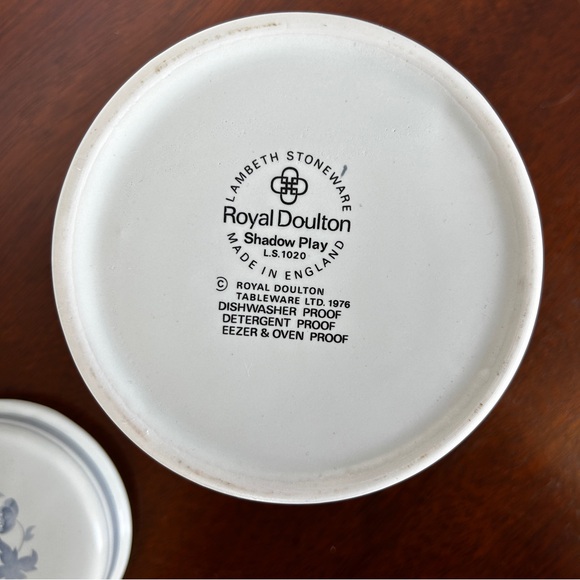 LAMBETH STONEWARE
Royal Doulton
Shadow Play
L.S.1020
MADE IN ENGLAND
© ROYAL DOULTON
TABLEWARE LTD. 1976
DISHWASHER PROOF
DETERGENT PROOF
EEZER & OVEN PROOF